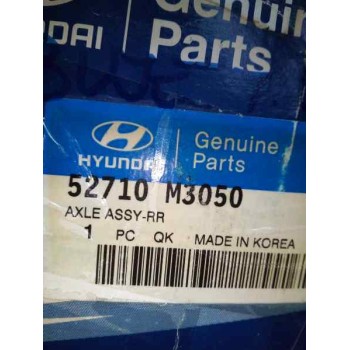 Genuine
DAI
Parts
HYUNDAI
Genuine
Parts
52710 M3050
AXLE ASSY-RR
1 PC QK MADE IN KOREA